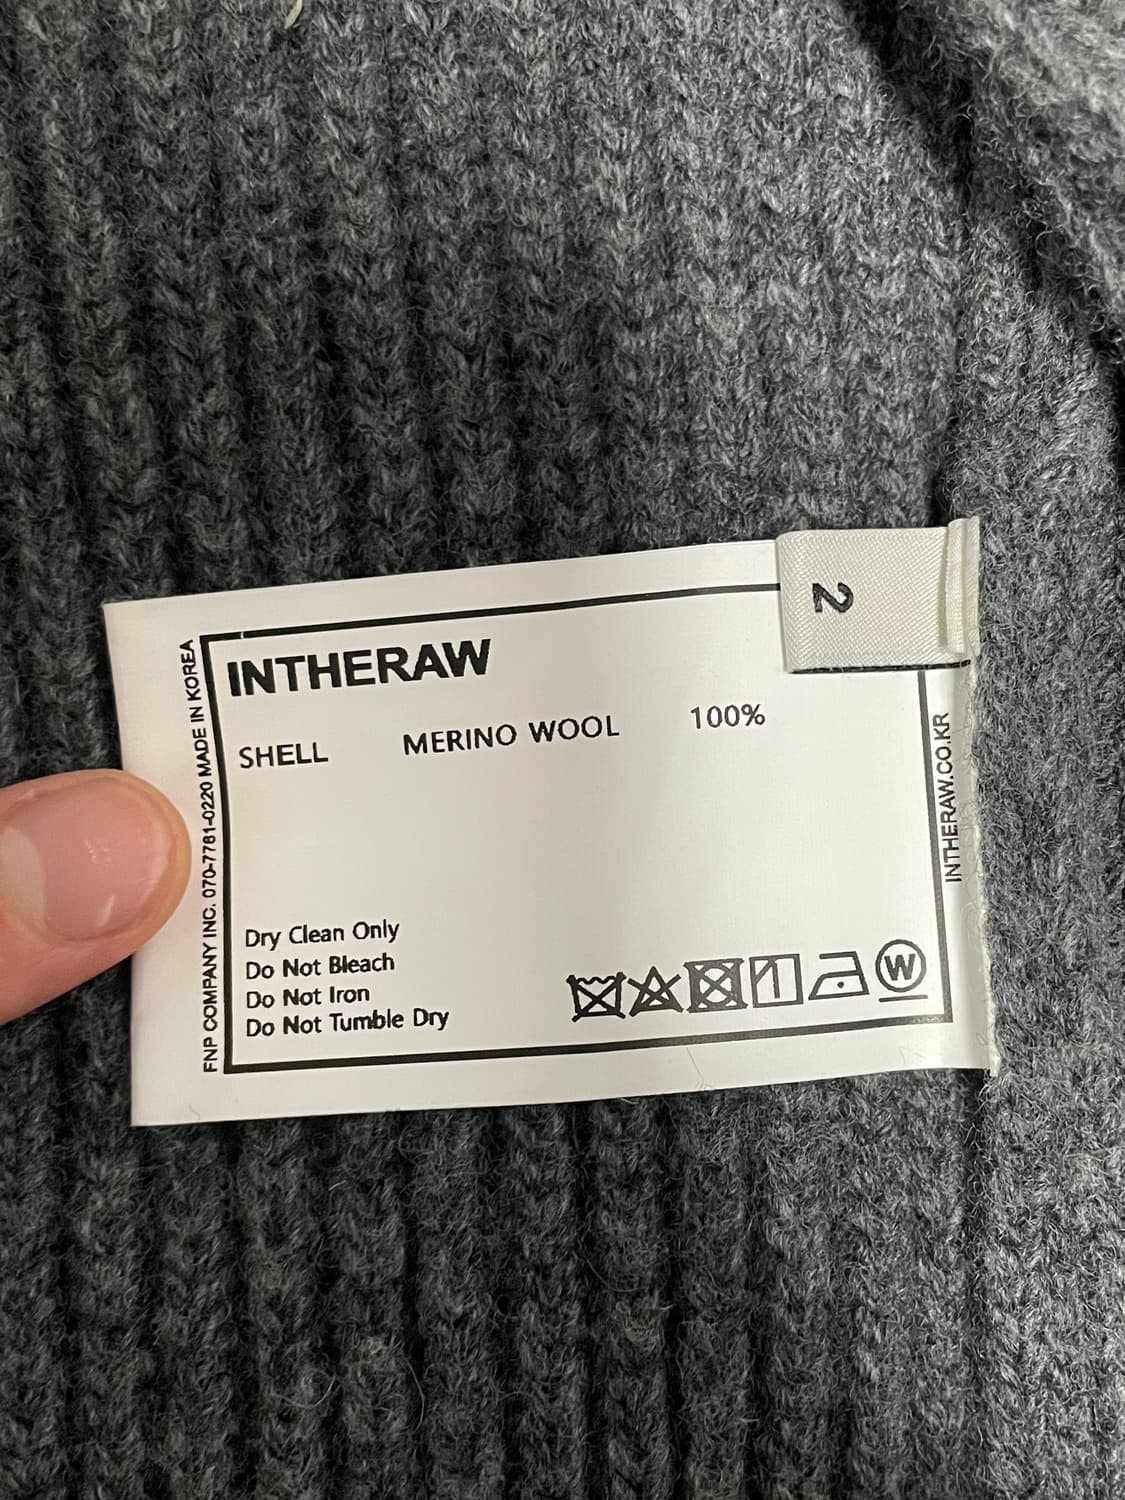 2
INTHERAW
SHELL MERINO WOOL 100%
Dry Clean Only
Do Not Bleach
Do Not Iron
Do Not Tumble Dry
W
FNP COMPANY INC. 070-7781-0220 MADE IN KOREA
INTHERAW.CO.KR